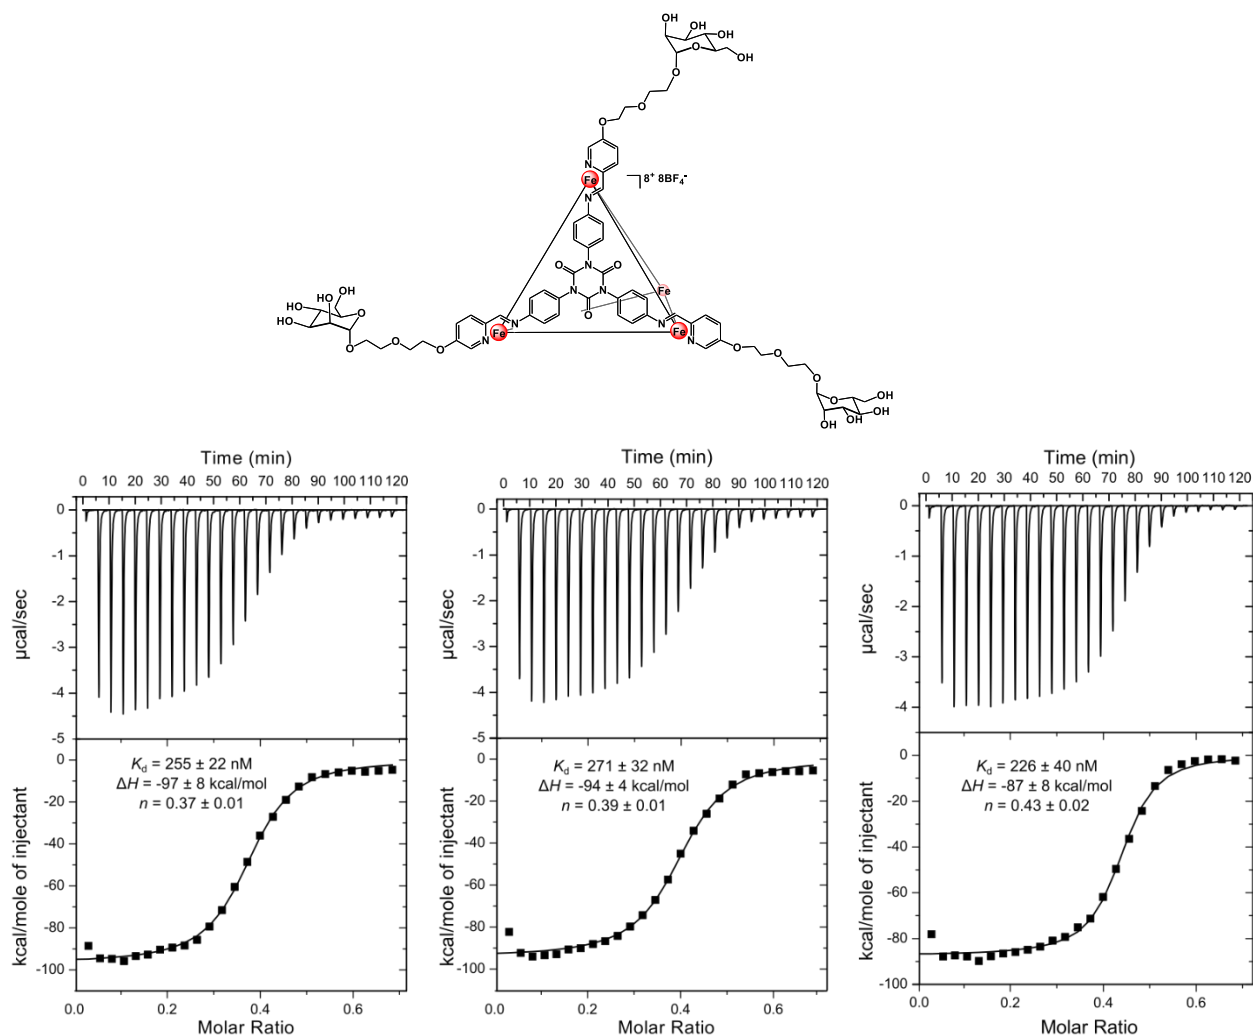 OH
OH
OH
O
OH
O
O
O
N
Fe
8+ 8BF4-
N
O N O
N N
O
Fe
OH
HO OH
HO
OH O
O O O
N
N Fe
Fe N
N
O O O
O OH
OH OH OH
Time (min)
0 10 20 30 40 50 60 70 80 90 100 110 120
0
-1
-2
-3
-4
-5
µcal/sec
Kd = 255 ± 22 nM
ΔH = -97 ± 8 kcal/mol
n = 0.37 ± 0.01
0
-20
-40
-60
-80
-100
kcal/mole of injectant
0.0 0.2 0.4 0.6
Molar Ratio
Time (min)
0 10 20 30 40 50 60 70 80 90 100 110 120
0
-1
-2
-3
-4
-5
µcal/sec
Kd = 271 ± 32 nM
ΔH = -94 ± 4 kcal/mol
n = 0.39 ± 0.01
0
-20
-40
-60
-80
-100
kcal/mole of injectant
0.0 0.2 0.4 0.6
Molar Ratio
Time (min)
0 10 20 30 40 50 60 70 80 90 100 110 120
0
-1
-2
-3
-4
µcal/sec
Kd = 226 ± 40 nM
ΔH = -87 ± 8 kcal/mol
n = 0.43 ± 0.02
0
-20
-40
-60
-80
-100
kcal/mole of injectant
0.0 0.2 0.4 0.6
Molar Ratio